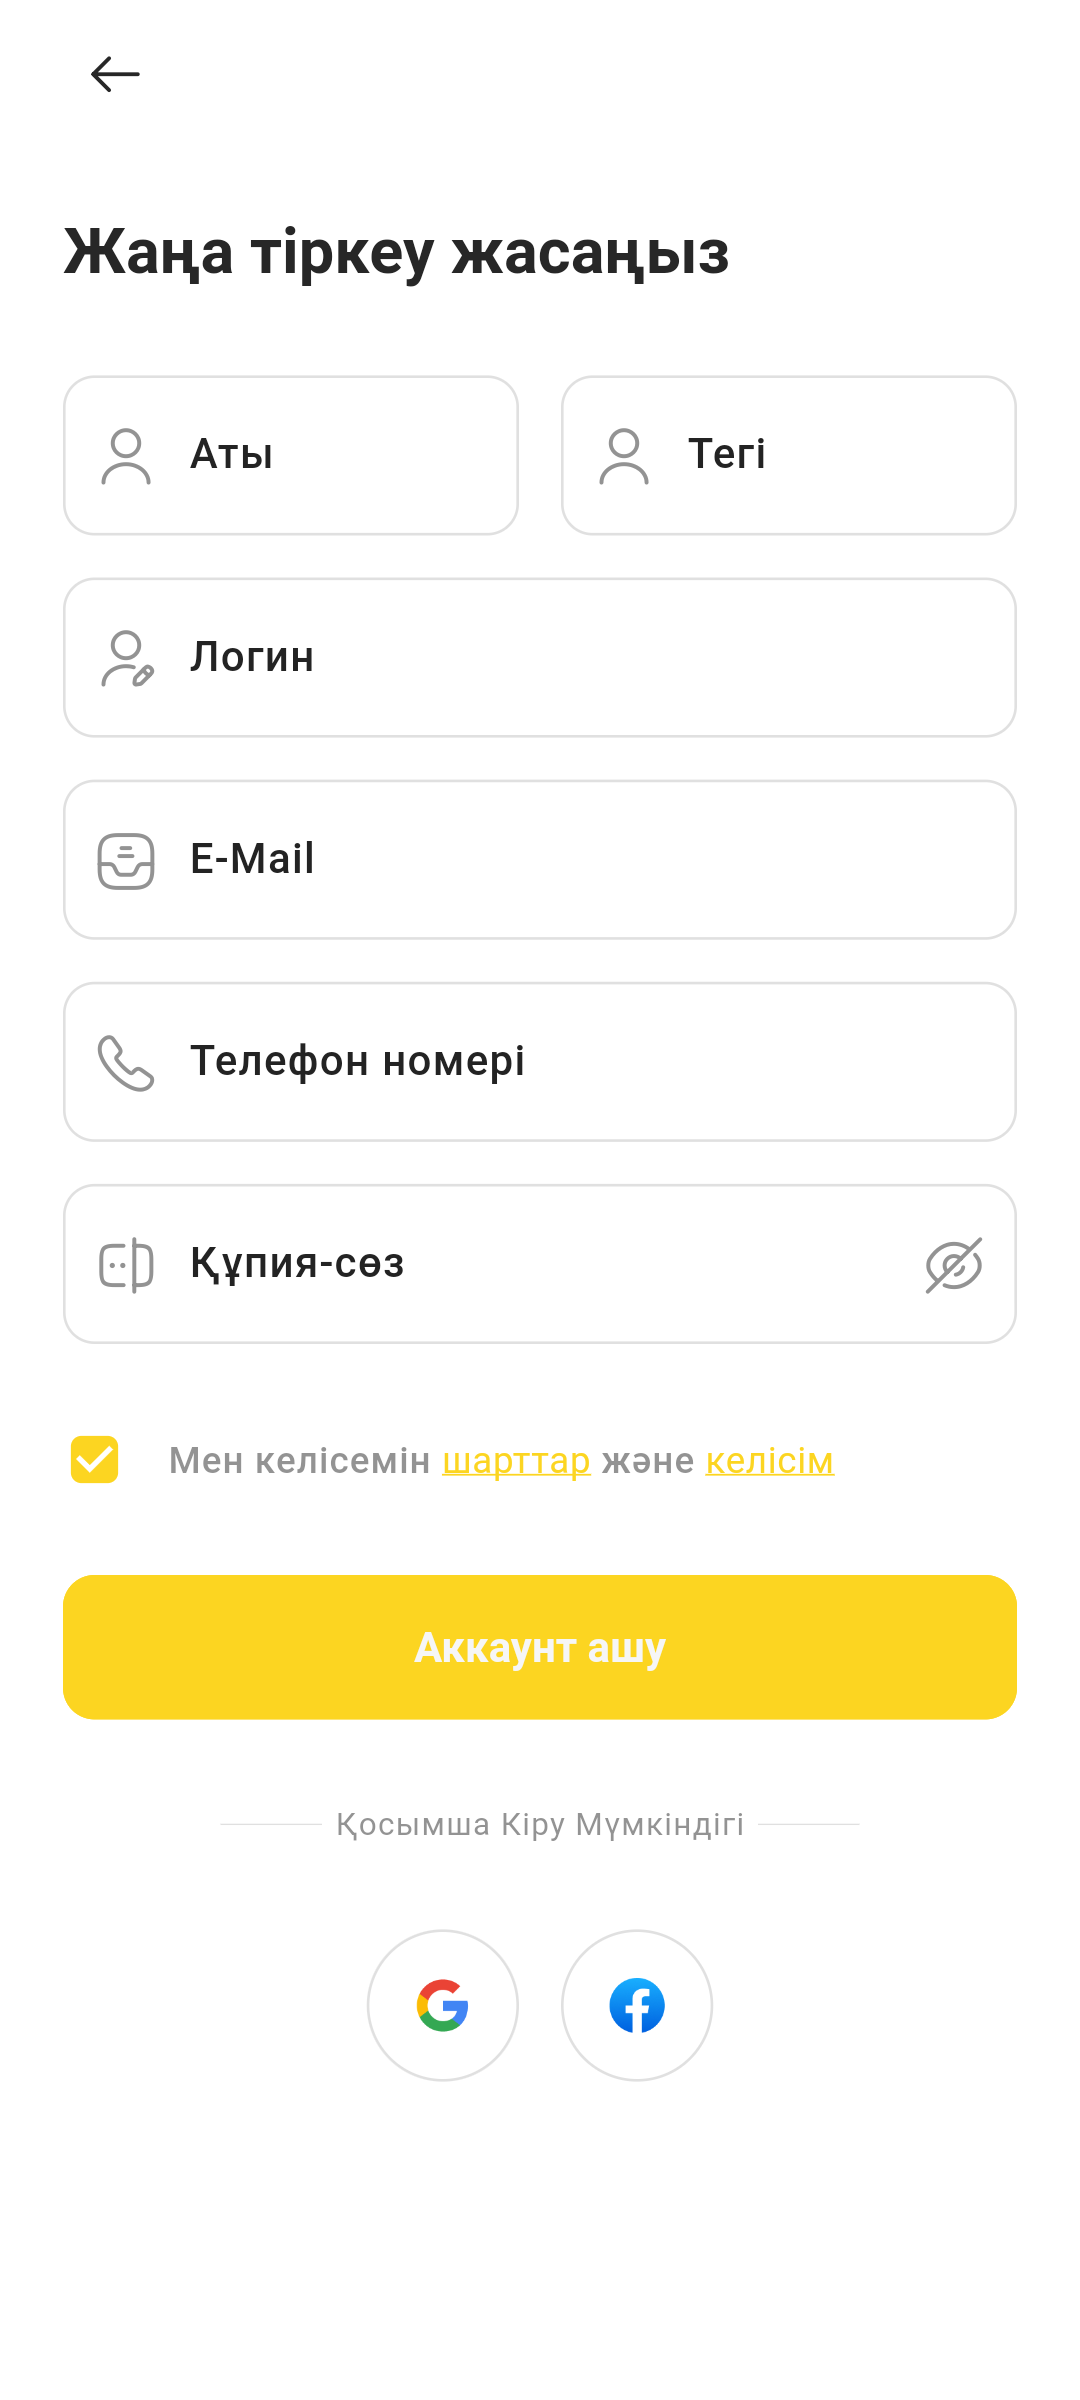 Жаңа тіркеу жасаңыз
Аты
Тегі
Логин
E-Mail
Телефон номері
Құпия-сөз
Мен келісемін шарттар және келісім
Аккаунт ашу
Қосымша Кіру Мүмкіндігі